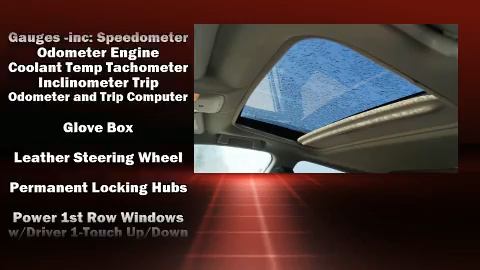 Gauges -inc: Speedometer
Odometer Engine
Coolant Temp Tachometer
Inclinometer Trip
Odometer and Trip Computer
Glove Box
Leather Steering Wheel
Permanent Locking Hubs
Power 1st Row Windows
w/Driver 1-Touch Up/Down